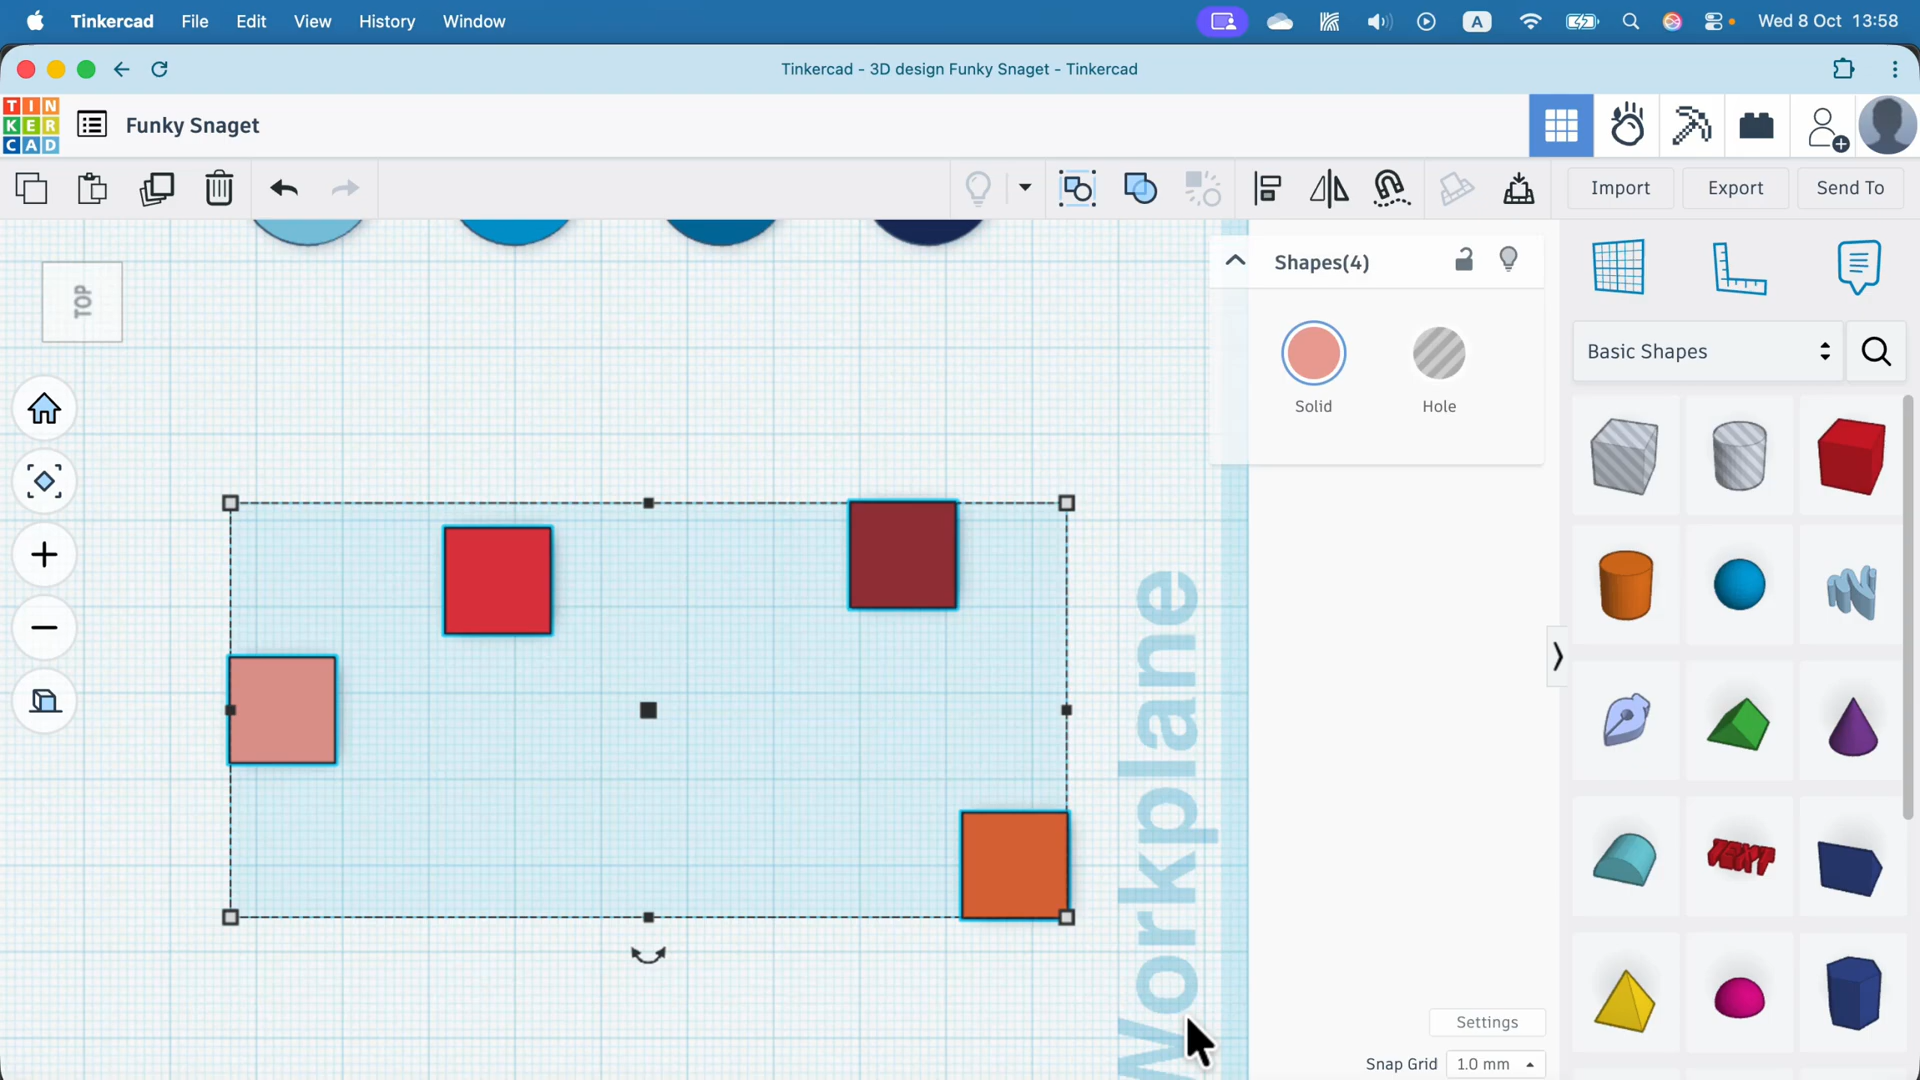 Tinkercad File Edit View History Window A Wed 8 Oct 13:58
Tinkercad - 3D design Funky Snaget - Tinkercad
TIN
KER
CAD
Funky Snaget
Import Export Send To
TOP
Shapes(4)
Solid Hole
Basic Shapes
TEXT
Workplane
Settings
Snap Grid 1.0 mm